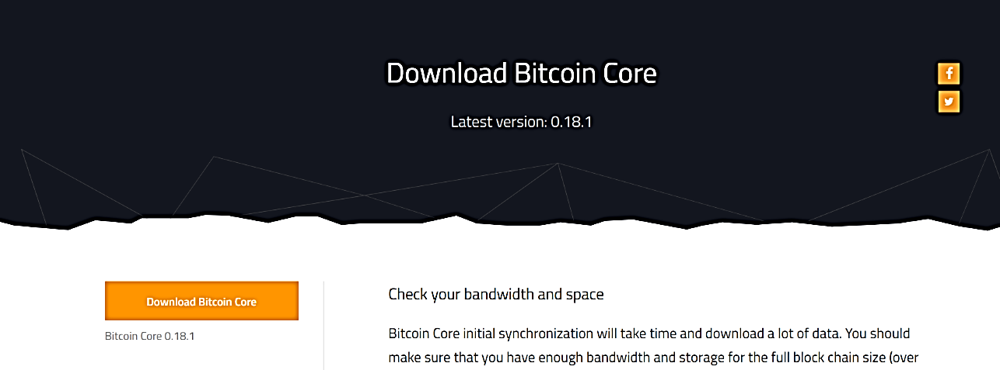 Download Bitcoin Core
Latest version: 0.18.1
Download Bitcoin Core
Bitcoin Core 0.18.1
Check your bandwidth and space
Bitcoin Core initial synchronization will take time and download a lot of data. You should
make sure that you have enough bandwidth and storage for the full block chain size (over